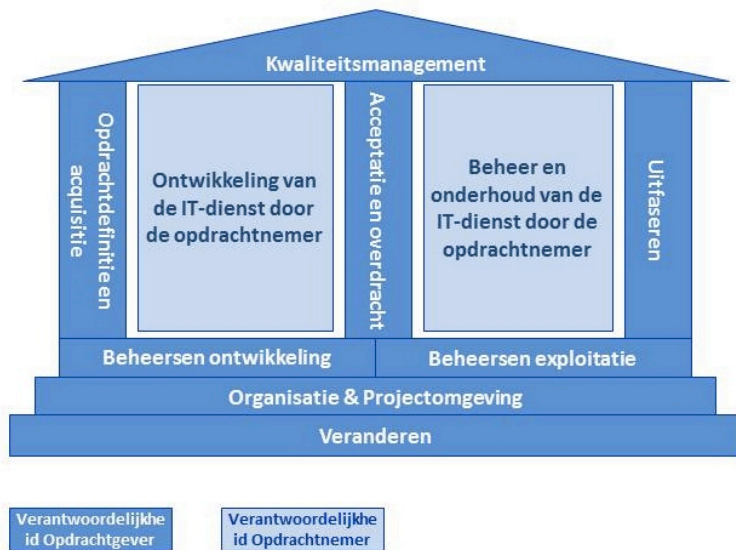 Kwaliteitsmanagement
Opdrachtdefinitie en
acquisitie
Ontwikkeling van
de IT-dienst door
de opdrachtnemer
Acceptatie en overdracht
Beheer en
onderhoud van de
IT-dienst door de
opdrachtnemer
Uitfaseren
Beheersen ontwikkeling
Beheersen exploitatie
Organisatie & Projectomgeving
Veranderen
Verantwoordelijkhe
id Opdrachtgever
Verantwoordelijkhe
id Opdrachtnemer